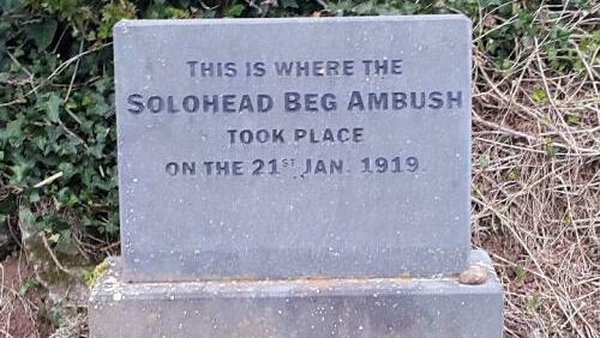 THIS IS WHERE THE
SOLOHEAD BEG AMBUSH
TOOK PLACE
ON THE 21ST JAN. 1919.